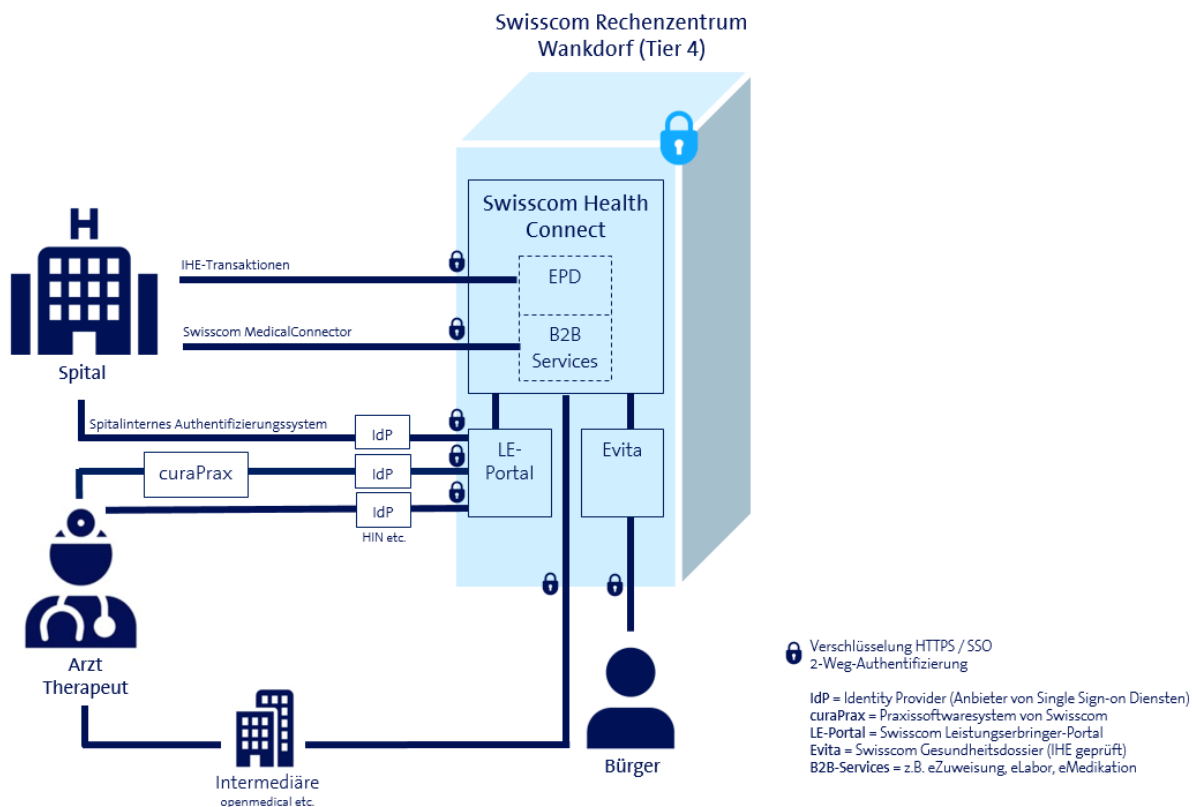 Swisscom Rechenzentrum
Wankdorf (Tier 4)
Swisscom Health
Connect
H
IHE-Transaktionen
EPD
Swisscom MedicalConnector
B2B
Services
Spital
Spitalinternes Authentifizierungssystem
IdP
LE-
Portal
Evita
curaPrax
IdP
IdP
HIN etc.
Arzt
Therapeut
Intermediäre
openmedical etc.
Bürger
Verschlüsselung HTTPS / SSO
2-Weg-Authentifizierung
IdP = Identity Provider (Anbieter von Single Sign-on Diensten)
curaPrax = Praxissoftwaresystem von Swisscom
LE-Portal = Swisscom Leistungserbringer-Portal
Evita = Swisscom Gesundheitsdossier (IHE geprüft)
B2B-Services = z.B. eZuweisung, eLabor, eMedikation